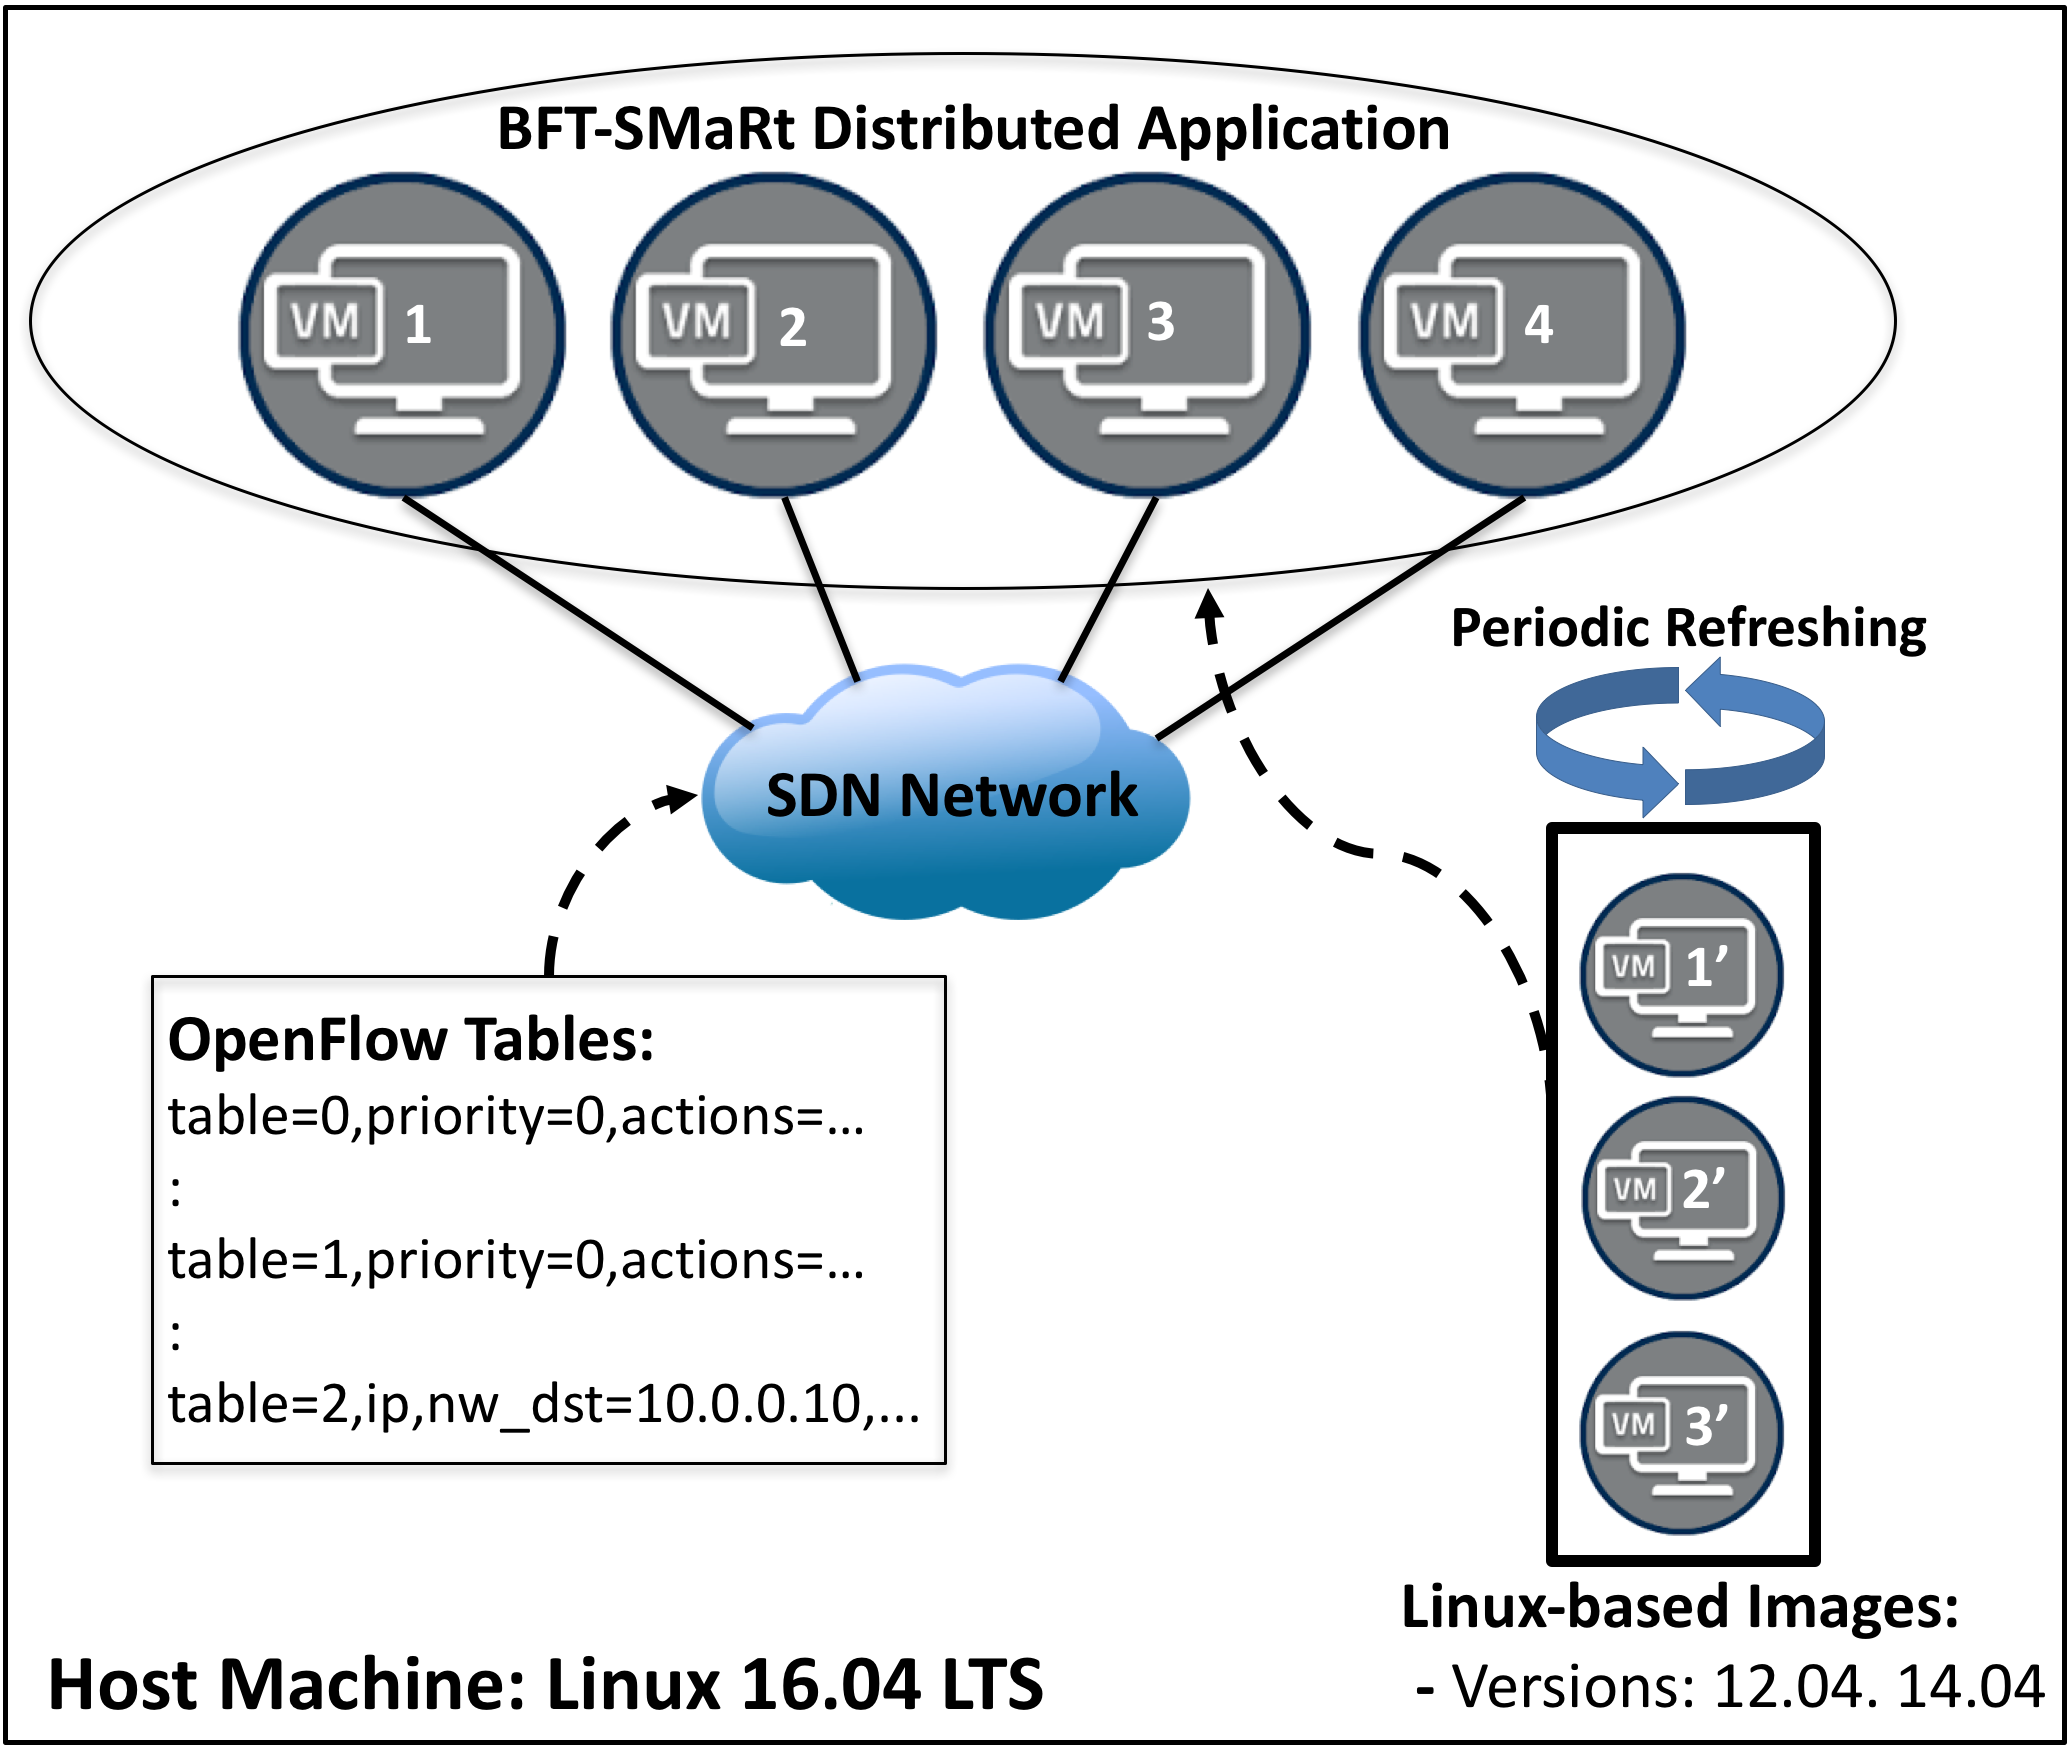 BFT-SMaRt Distributed Application
VM 1
VM 2
VM 3
VM 4
Periodic Refreshing
SDN Network
OpenFlow Tables:
table=0,priority=0,actions=...
:
table=1,priority=0,actions=...
:
table=2,ip,nw_dst=10.0.0.10,...
VM 1’
VM 2’
VM 3’
Linux-based Images:
- Versions: 12.04. 14.04
Host Machine: Linux 16.04 LTS